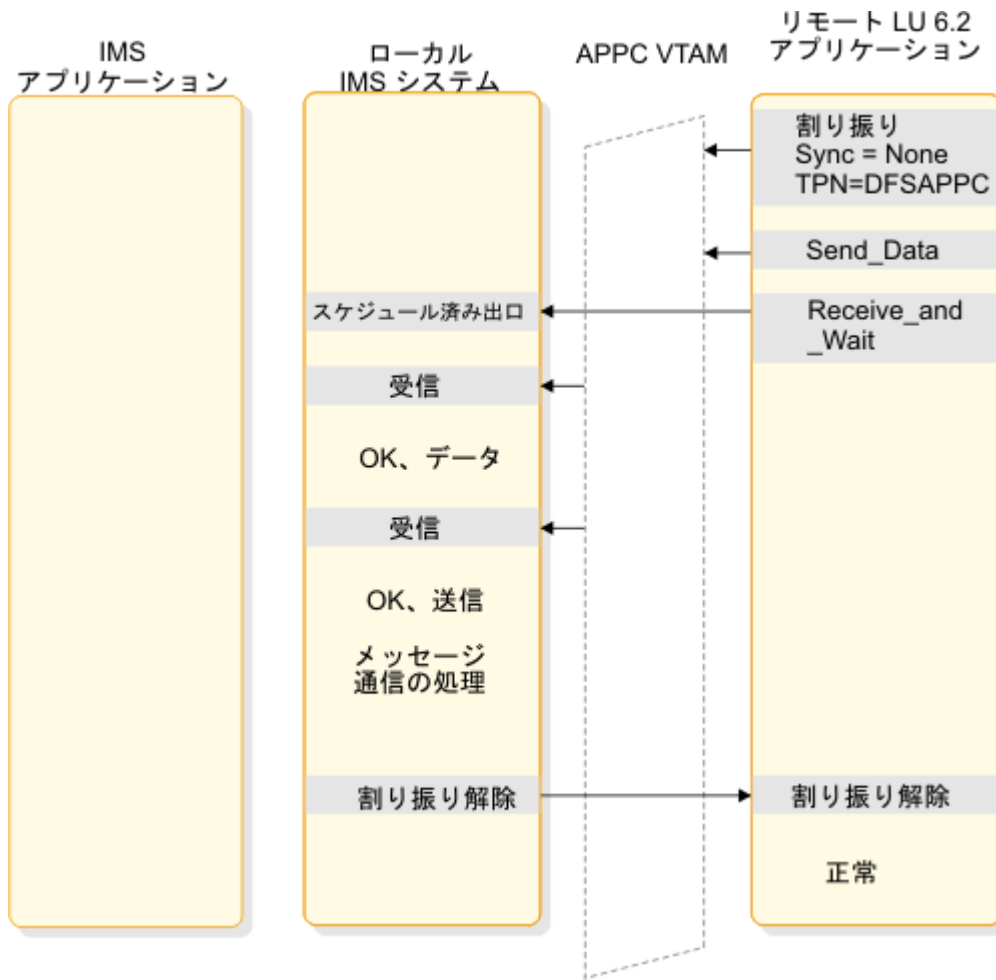 IMS
アプリケーション
ローカル
IMS システム
APPC VTAM
リモート LU 6.2
アプリケーション
割り振り
Sync = None
TPN=DFSAPPC
Send_Data
スケジュール済み出口
Receive_and
_Wait
受信
OK、データ
受信
OK、送信
メッセージ
通信の処理
割り振り解除
割り振り解除
正常